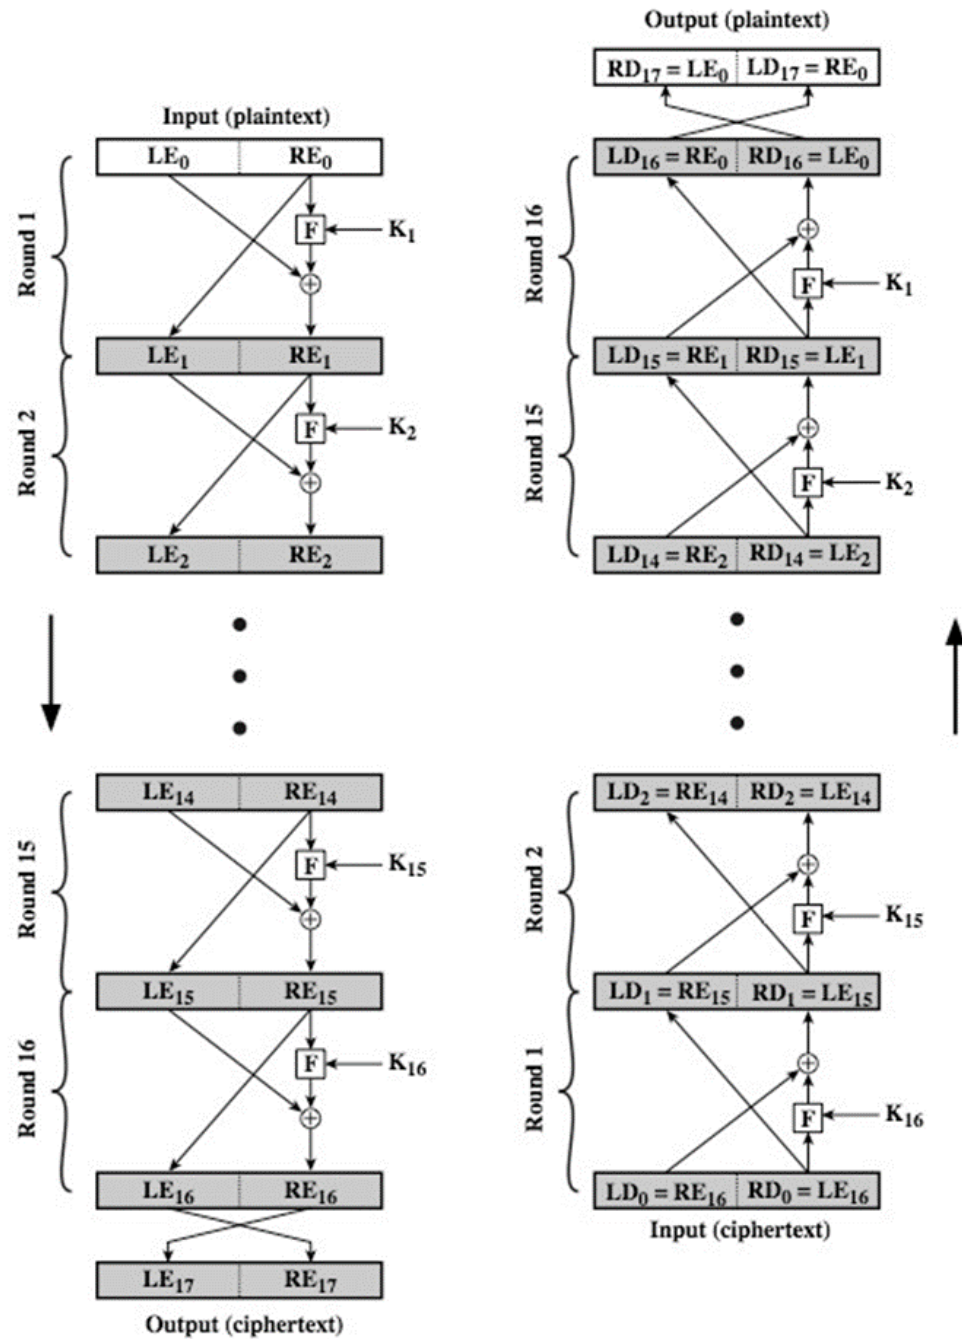 Input (plaintext)
LE₀ RE₀
Round 1
F
K₁
LE₁ RE₁
Round 2
F
K₂
LE₂ RE₂
LE₁₄ RE₁₄
Round 15
F
K₁₅
LE₁₅ RE₁₅
Round 16
F
K₁₆
LE₁₆ RE₁₆
LE₁₇ RE₁₇
Output (ciphertext)
Output (plaintext)
RD₁₇ = LE₀ LD₁₇ = RE₀
LD₁₆ = RE₀ RD₁₆ = LE₀
Round 16
F
K₁
LD₁₅ = RE₁ RD₁₅ = LE₁
Round 15
F
K₂
LD₁₄ = RE₂ RD₁₄ = LE₂
LD₂ = RE₁₄ RD₂ = LE₁₄
Round 2
F
K₁₅
LD₁ = RE₁₅ RD₁ = LE₁₅
Round 1
F
K₁₆
LD₀ = RE₁₆ RD₀ = LE₁₆
Input (ciphertext)